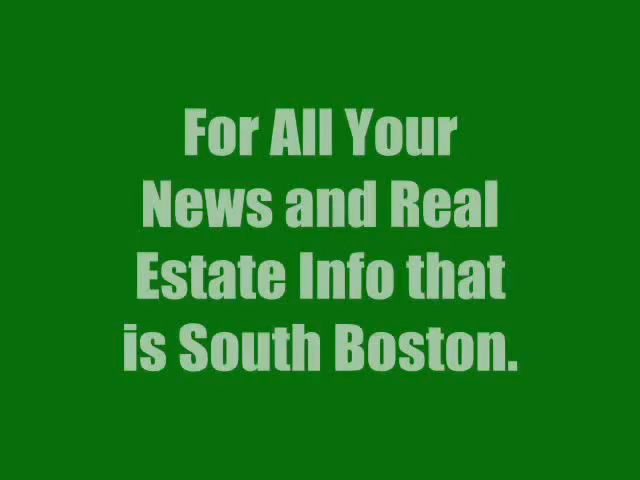 For All Your
News and Real
Estate Info that
is South Boston.